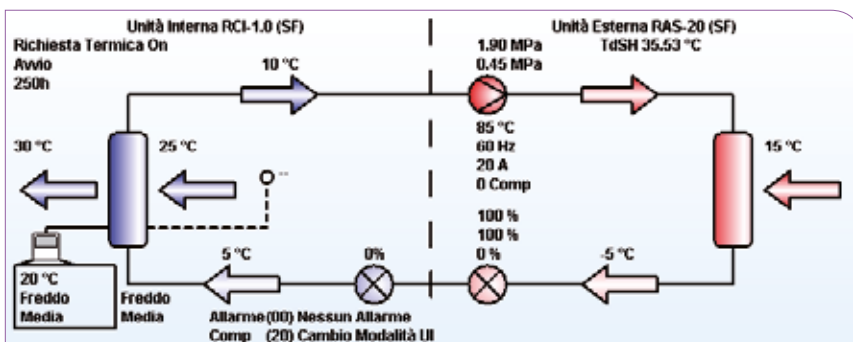 Unità Interna RCI-1.0 (SF)
Unità Esterna RAS-20 (SF)
Richiesta Termica On
Avvio
250h
10 °C
1.90 MPa
0.45 MPa
TdSH 35.53 °C
30 °C
25 °C
--
85 °C
60 Hz
20 A
0 Comp
15 °C
100 %
100 %
0 %
5 °C
0%
-5 °C
20 °C
Freddo
Media
Freddo
Media
Allarme (00) Nessun Allarme
Comp (20) Cambio Modalità UI